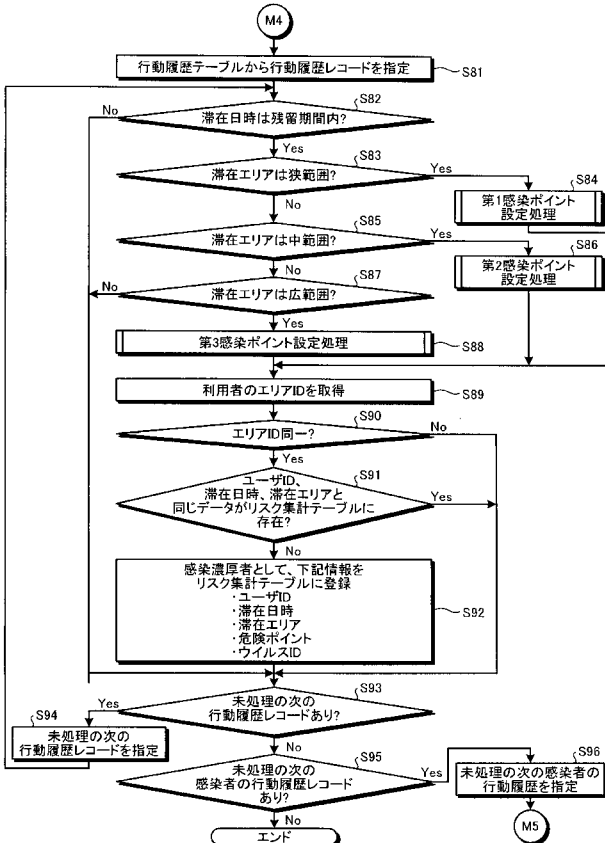 M4
行動履歴テーブルから行動履歴レコードを指定
S81
S82
No
滞在日時は残留期間内?
Yes
S83
滞在エリアは狭範囲?
Yes
S84
第1感染ポイント
設定処理
No
S85
滞在エリアは中範囲?
Yes
S86
第2感染ポイント
設定処理
No
S87
No
滞在エリアは広範囲?
Yes
第3感染ポイント設定処理
S88
利用者のエリアIDを取得
S89
S90
エリアID同一?
No
Yes
S91
ユーザID、
滞在日時、滞在エリアと
同じデータがリスク集計テーブルに
存在?
Yes
No
感染濃厚者として、下記情報を
リスク集計テーブルに登録
・ユーザID
・滞在日時
・滞在エリア
・危険ポイント
・ウイルスID
S92
S93
未処理の次の
行動履歴レコードあり?
Yes
S94
未処理の次の
行動履歴レコードを指定
No
S95
未処理の次の
感染者の行動履歴レコード
あり?
Yes
S96
未処理の次の感染者の
行動履歴を指定
M5
No
エンド